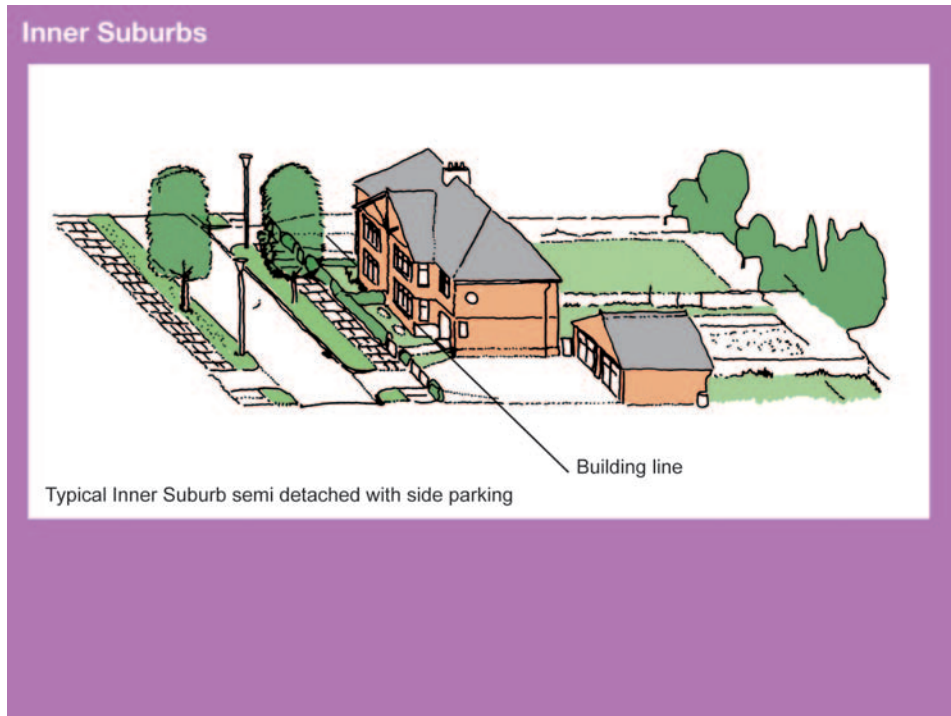 Inner Suburbs
Building line
Typical Inner Suburb semi detached with side parking